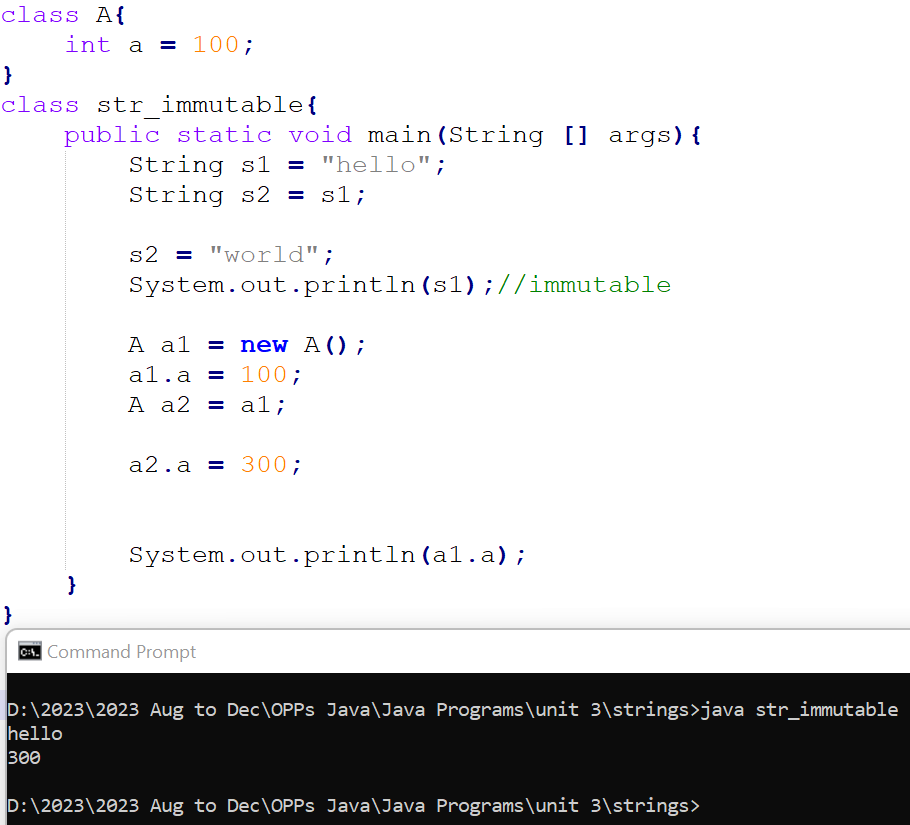 class A{
    int a = 100;
}
class str_immutable{
    public static void main(String [] args){
        String s1 = "hello";
        String s2 = s1;
        s2 = "world";
        System.out.println(s1);//immutable
        A a1 = new A();
        a1.a = 100;
        A a2 = a1;
        a2.a = 300;
        System.out.println(a1.a);
    }
}
C:\. Command Prompt
D:\2023\2023 Aug to Dec\OPPs Java\Java Programs\unit 3\strings>java str_immutable
hello
300
D:\2023\2023 Aug to Dec\OPPs Java\Java Programs\unit 3\strings>